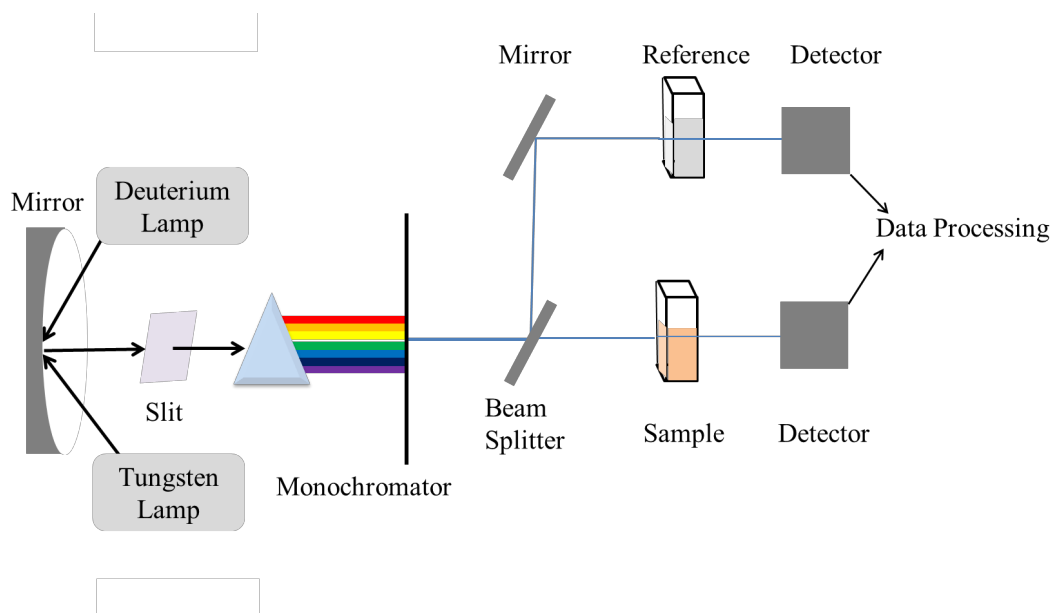 Mirror
Reference
Detector
Deuterium
Lamp
Mirror
Data Processing
Slit
Beam
Splitter
Sample
Detector
Tungsten
Lamp
Monochromator